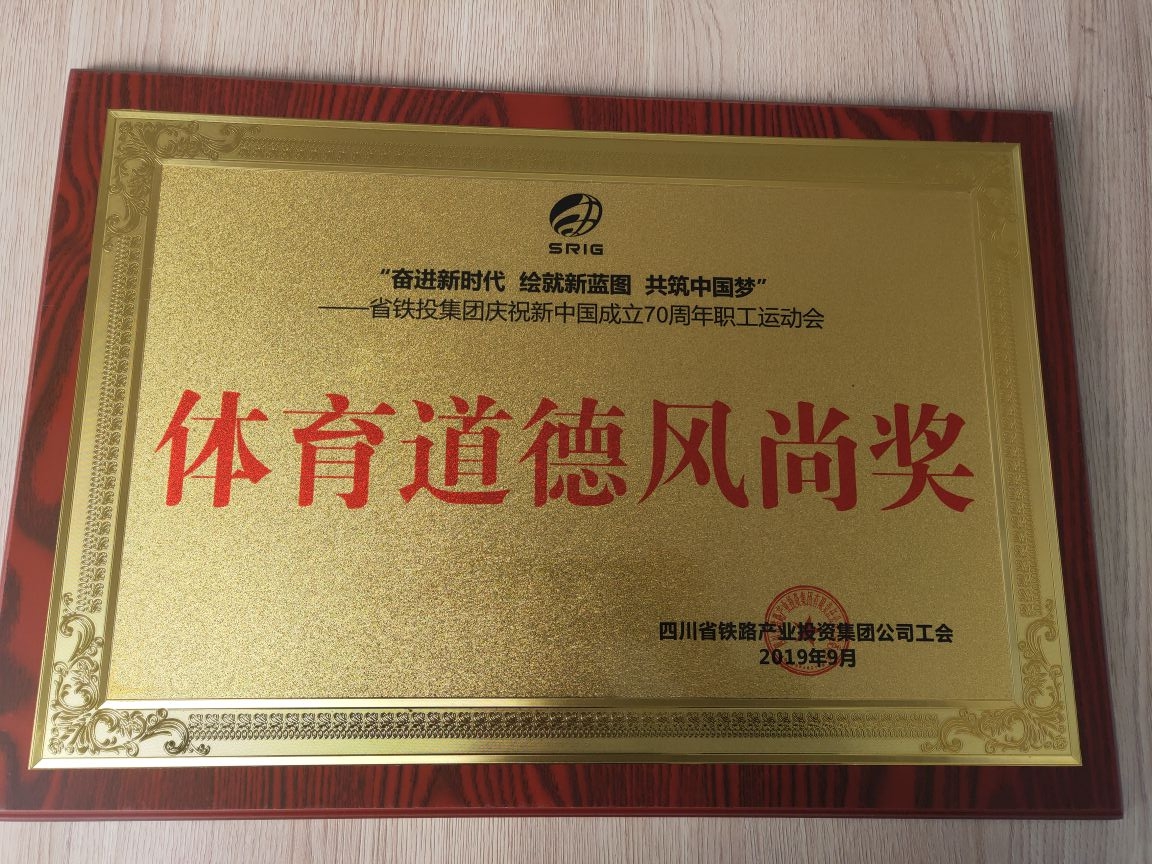 SRIG
“奋进新时代 绘就新蓝图 共筑中国梦”
——省铁投集团庆祝新中国成立70周年职工运动会
体育道德风尚奖
四川省铁路产业投资集团公司工会
2019年9月